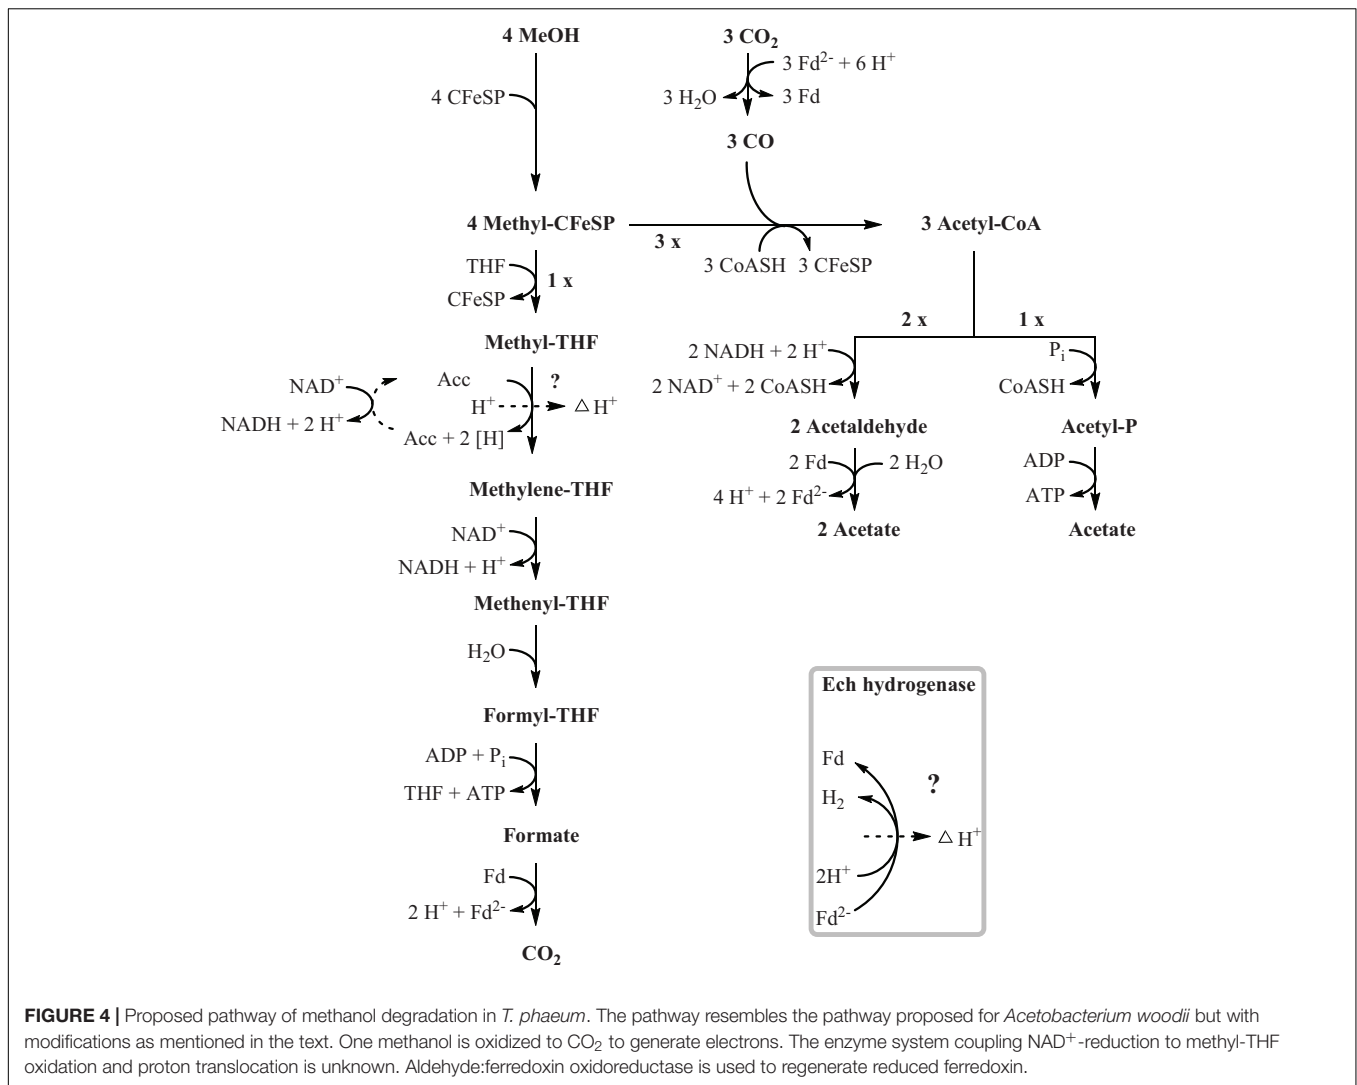 4 MeOH
4 CFeSP
4 Methyl-CFeSP
THF
CFeSP
1 x
Methyl-THF
NAD+
NADH + 2 H+
Acc
?
H+
△ H+
Acc + 2 [H]
Methylene-THF
NAD+
NADH + H+
Methenyl-THF
H2O
Formyl-THF
ADP + Pi
THF + ATP
Formate
Fd
2 H+ + Fd2-
CO2
3 CO2
3 Fd2- + 6 H+
3 H2O
3 Fd
3 CO
3 x
3 CoASH
3 CFeSP
3 Acetyl-CoA
2 x
1 x
2 NADH + 2 H+
2 NAD+ + 2 CoASH
2 Acetaldehyde
2 Fd
2 H2O
4 H+ + 2 Fd2-
2 Acetate
Pi
CoASH
Acetyl-P
ADP
ATP
Acetate
Ech hydrogenase
Fd
H2
?
△ H+
2H+
Fd2-
FIGURE 4 | Proposed pathway of methanol degradation in T. phaeum. The pathway resembles the pathway proposed for Acetobacterium woodii but with
modifications as mentioned in the text. One methanol is oxidized to CO2 to generate electrons. The enzyme system coupling NAD+-reduction to methyl-THF
oxidation and proton translocation is unknown. Aldehyde:ferredoxin oxidoreductase is used to regenerate reduced ferredoxin.